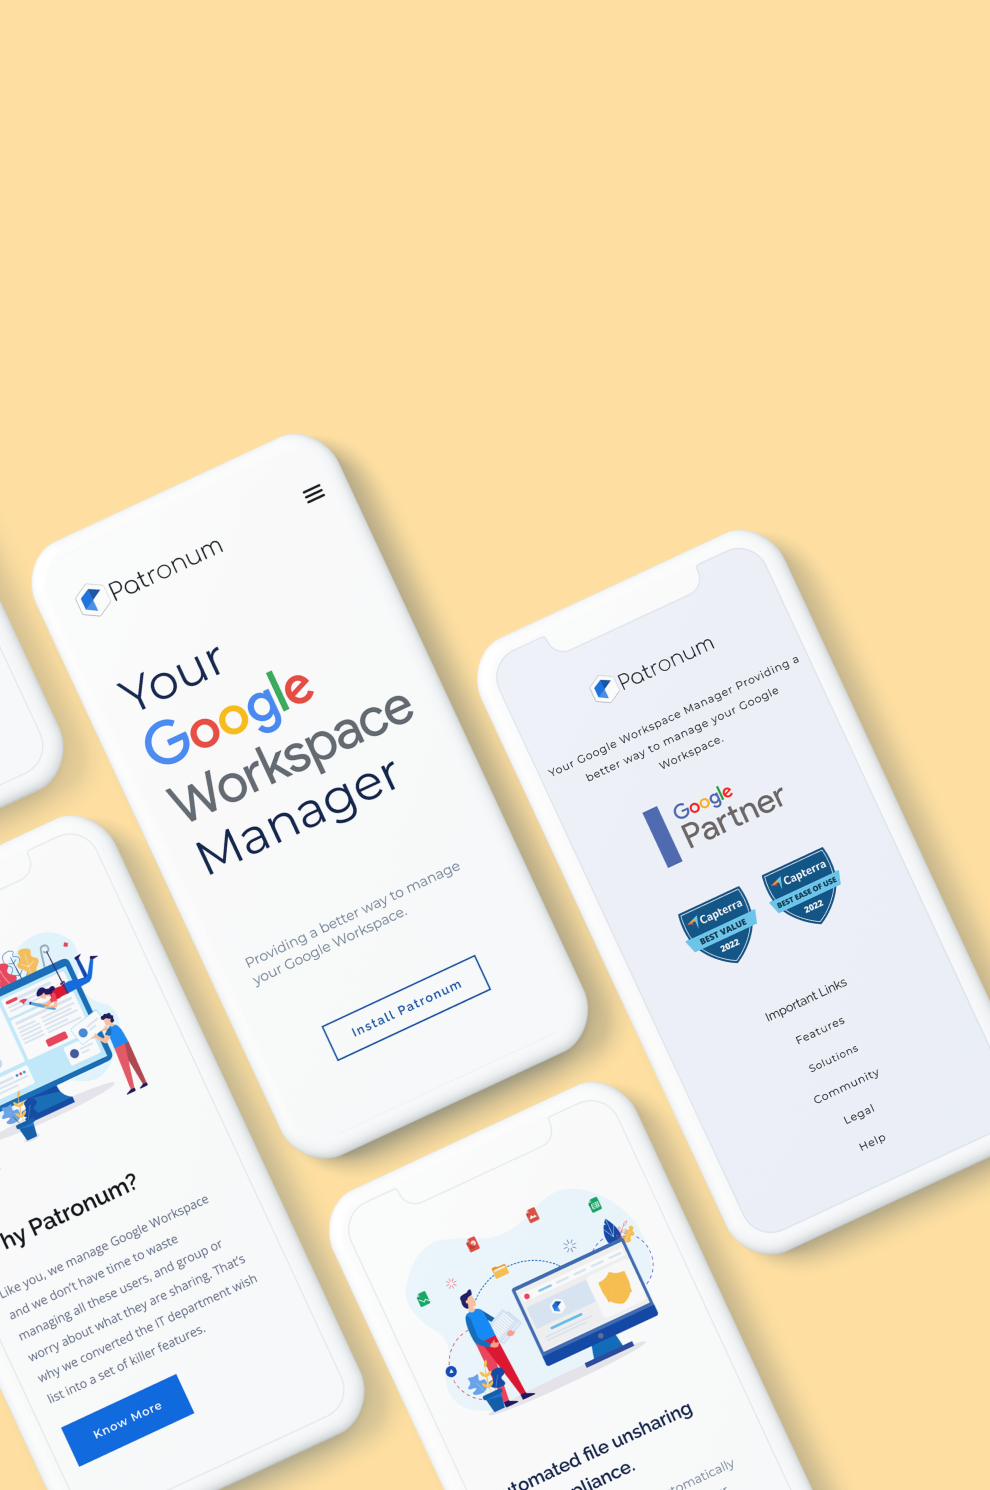 Patronum
Your
Google
Workspace
Manager
Providing a better way to manage
your Google Workspace.
Install Patronum
Patronum
Your Google Workspace Manager Providing a
better way to manage your Google
Workspace.
Google
Partner
Capterra
BEST VALUE
2022
Capterra
BEST EASE OF USE
2022
Important Links
Features
Solutions
Community
Legal
Help
hy Patronum?
Like you, we manage Google Workspace
and we don't have time to waste
managing all these users, and group or
worry about what they are sharing. That's
why we converted the IT department wish
list into a set of killer features.
Know More
tomated file unsharing
pliance.
tomatically